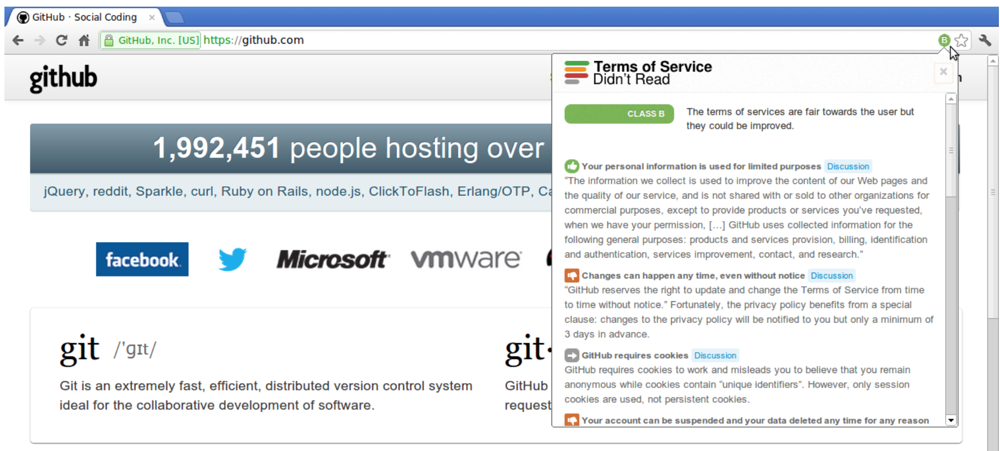 GitHub · Social Coding
GitHub, Inc. [US] https://github.com
B
github
1,992,451 people hosting over
jQuery, reddit, Sparkle, curl, Ruby on Rails, node.js, ClickToFlash, Erlang/OTP,
facebook.
Microsoft
vmware
git /'gɪt/
Git is an extremely fast, efficient, distributed version control system
ideal for the collaborative development of software.
git
GitHub
request
Terms of Service
Didn't Read
CLASS B
The terms of services are fair towards the user but
they could be improved.
Your personal information is used for limited purposes Discussion
“The information we collect is used to improve the content of our Web pages and
the quality of our service, and is not shared with or sold to other organizations for
commercial purposes, except to provide products or services you’ve requested,
when we have your permission, […] GitHub uses collected information for the
following general purposes: products and services provision, billing, identification
and authentication, services improvement, contact, and research.”
Changes can happen any time, even without notice Discussion
“GitHub reserves the right to update and change the Terms of Service from time
to time without notice.” Fortunately, the privacy policy benefits from a special
clause: changes to the privacy policy will be notified to you but only a minimum of
3 days in advance.
GitHub requires cookies Discussion
GitHub requires cookies to work and misleads you to believe that you remain
anonymous while cookies contain “unique identifiers”. However, only session
cookies are used, not persistent cookies.
Your account can be suspended and your data deleted any time for any reason